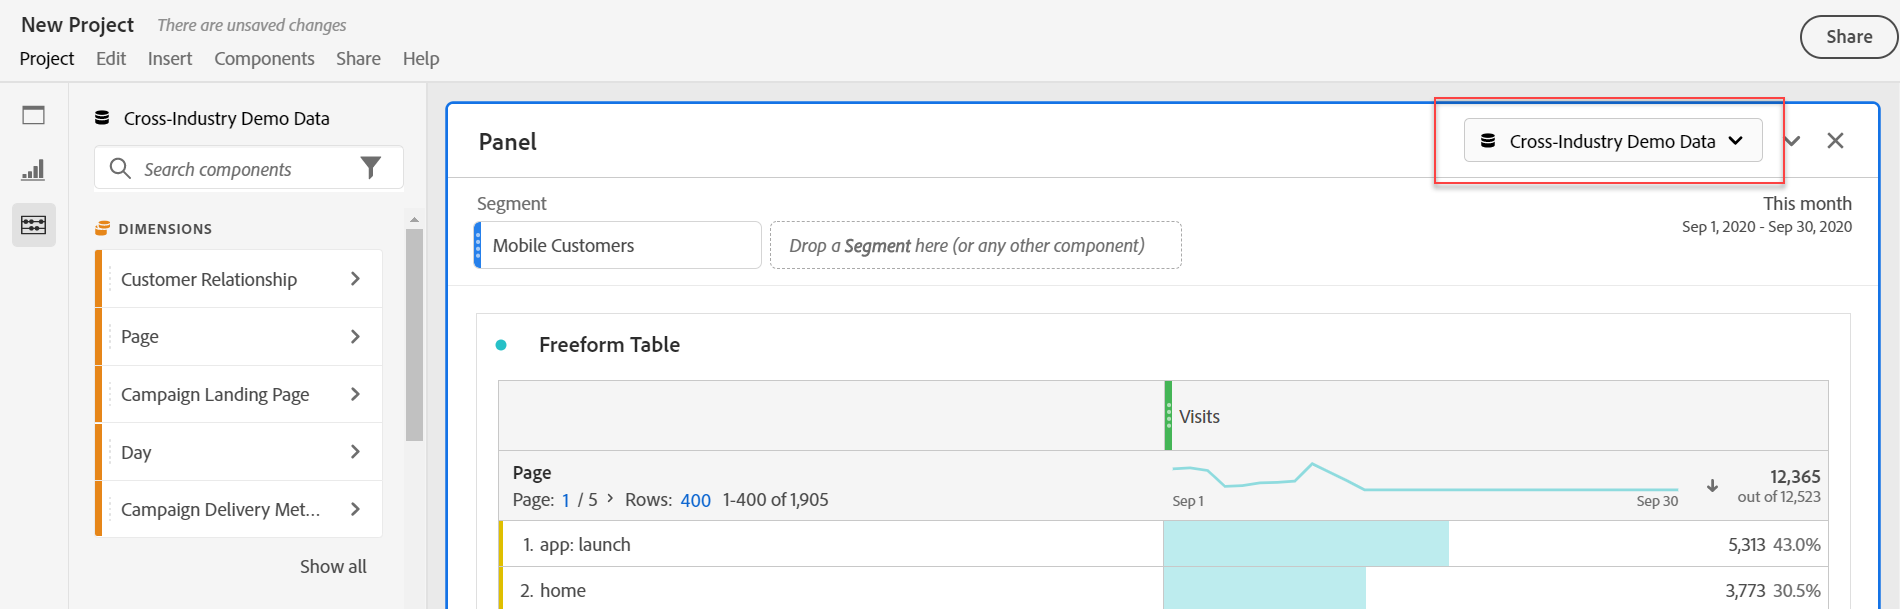 New Project There are unsaved changes
Share
Project Edit Insert Components Share Help
Cross-Industry Demo Data
Search components
DIMENSIONS
Customer Relationship
Page
Campaign Landing Page
Day
Campaign Delivery Met...
Show all
Panel
Cross-Industry Demo Data
Segment
Mobile Customers
Drop a Segment here (or any other component)
This month
Sep 1, 2020 - Sep 30, 2020
Freeform Table
Visits
Page
Page: 1 / 5 > Rows: 400 1-400 of 1,905
Sep 1
Sep 30
12,365
out of 12,523
1. app: launch 5,313 43.0%
2. home 3,773 30.5%